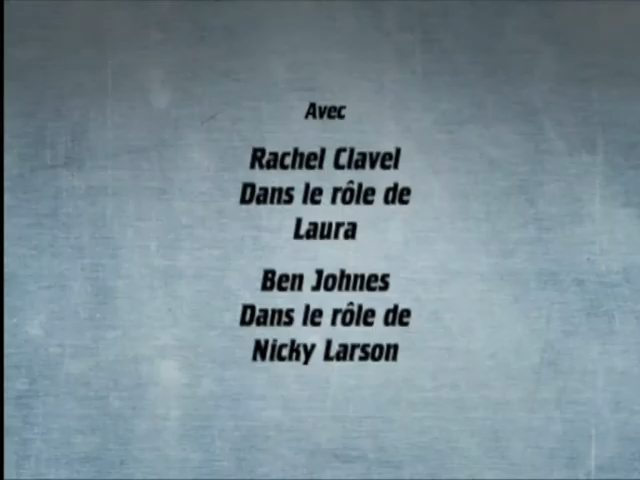 Avec
Rachel Clavel
Dans le rôle de
Laura
Ben Johnes
Dans le rôle de
Nicky Larson